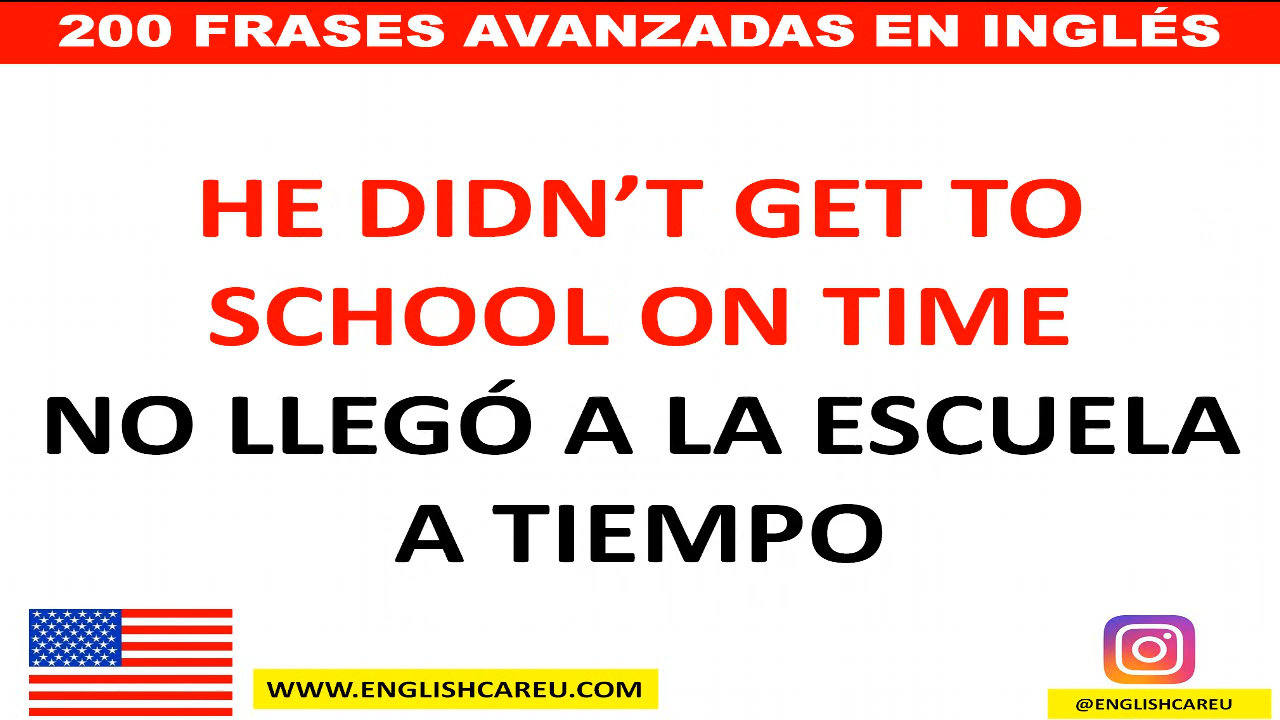 200 FRASES AVANZADAS EN INGLÉS
HE DIDN’T GET TO
SCHOOL ON TIME
NO LLEGÓ A LA ESCUELA
A TIEMPO
WWW.ENGLISHCAREU.COM
@ENGLISHCAREU